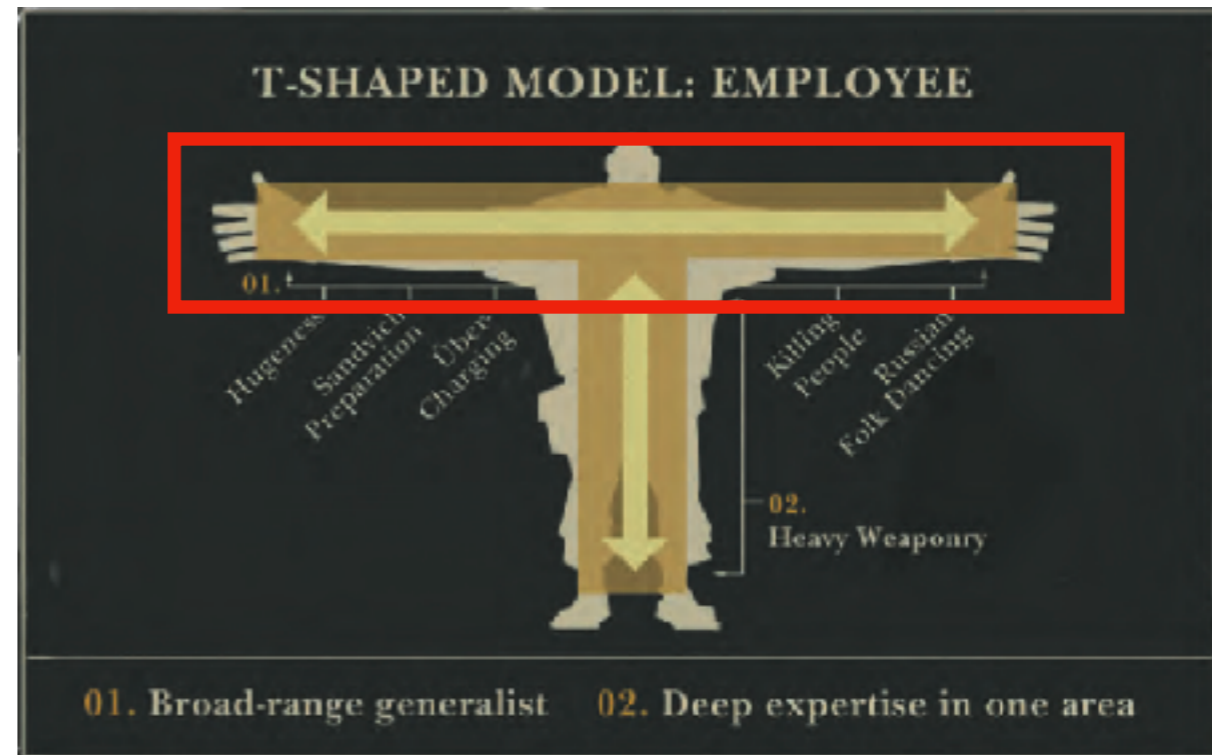 T-SHAPED MODEL: EMPLOYEE
01.
Hugeness
Sandvich
Preparation
Über
Charging
Killing
People
Russian
Folk Dancing
02.
Heavy Weaponry
01. Broad-range generalist 02. Deep expertise in one area